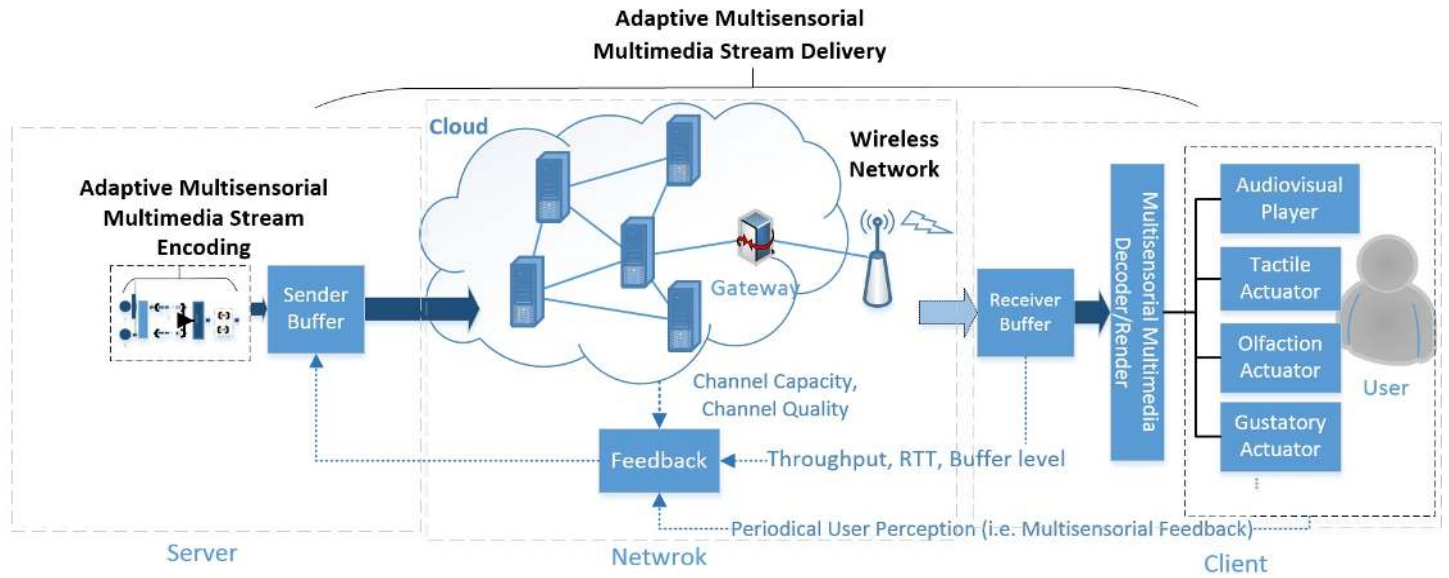 Adaptive Multisensorial
Multimedia Stream Delivery
Cloud
Wireless
Network
Adaptive Multisensorial
Multimedia Stream
Encoding
Sender
Buffer
Gateway
Receiver
Buffer
Multisensorial Multimedia
Decoder/Render
Audiovisual
Player
Tactile
Actuator
Olfaction
Actuator
Gustatory
Actuator
...
User
Channel Capacity,
Channel Quality
Feedback
Throughput, RTT, Buffer level
Periodical User Perception (i.e. Multisensorial Feedback)
Server
Netwrok
Client